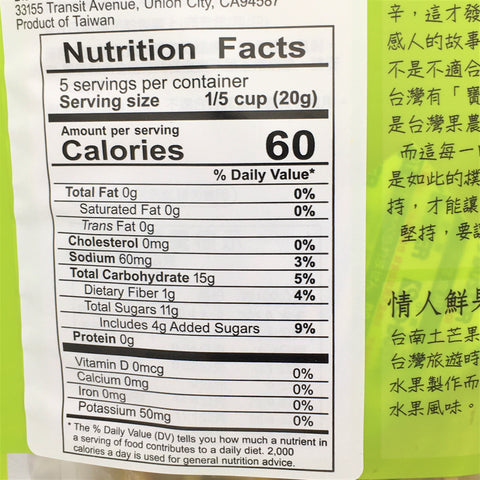 33155 Transit Avenue, Union City, CA94587
Product of Taiwan
Nutrition Facts
5 servings per container
Serving size 1/5 cup (20g)
Amount per serving
Calories 60
% Daily Value*
Total Fat 0g 0%
Saturated Fat 0g 0%
Trans Fat 0g
Cholesterol 0mg 0%
Sodium 60mg 3%
Total Carbohydrate 15g 5%
Dietary Fiber 1g 4%
Total Sugars 11g
Includes 4g Added Sugars 9%
Protein 0g
Vitamin D 0mcg 0%
Calcium 0mg 0%
Iron 0mg 0%
Potassium 50mg 0%
* The % Daily Value (DV) tells you how much a nutrient in
a serving of food contributes to a daily diet. 2,000
calories a day is used for general nutrition advice.
辛，這才發
感人的故事
不是不適合
台灣有「寶
是台灣果農
而這每一
是如此的撲
持，才能讓
堅持，要
情人鮮果
台南土芒果
台灣旅遊時
水果製作而
水果風味。